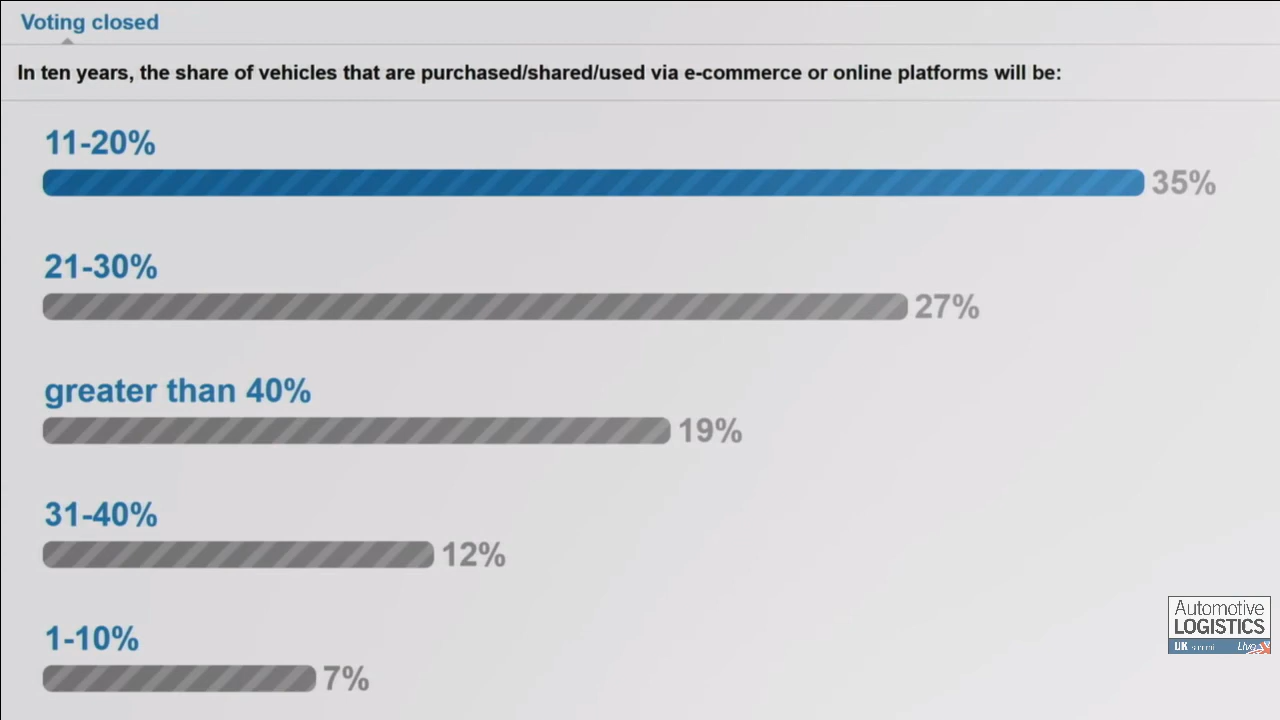 Voting closed
In ten years, the share of vehicles that are purchased/shared/used via e-commerce or online platforms will be:
11-20%
35%
21-30%
27%
greater than 40%
19%
31-40%
12%
1-10%
7%
Automotive
LOGISTICS
UK summit Live